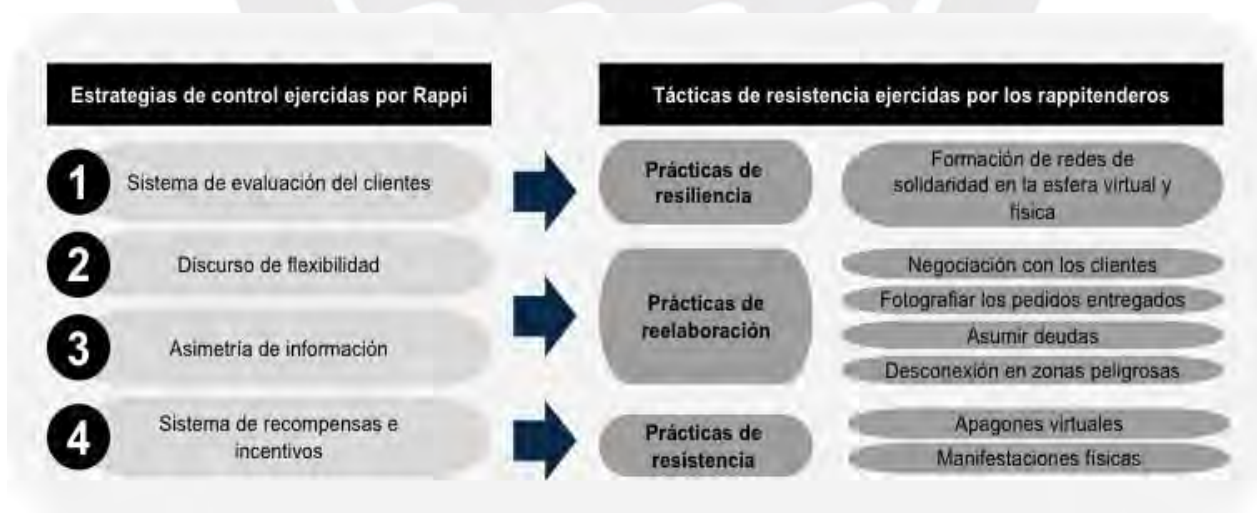 Estrategias de control ejercidas por Rappi
Tácticas de resistencia ejercidas por los rappitenderos
1
Sistema de evaluación del clientes
Prácticas de
resiliencia
Formación de redes de
solidaridad en la esfera virtual y
física
2
Discurso de flexibilidad
3
Asimetría de información
Prácticas de
reelaboración
Negociación con los clientes
Fotografiar los pedidos entregados
Asumir deudas
Desconexión en zonas peligrosas
4
Sistema de recompensas e
incentivos
Prácticas de
resistencia
Apagones virtuales
Manifestaciones físicas